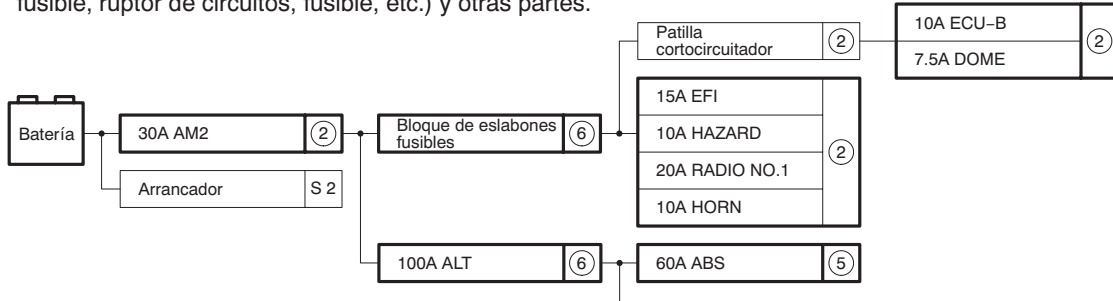 fusible, ruptor de circuitos, fusible, etc.) y otras partes.
Patilla
cortocircuitador
2
10A ECU–B
7.5A DOME
2
Batería
30A AM2
2
Bloque de eslabones
fusibles
6
15A EFI
10A HAZARD
20A RADIO NO.1
10A HORN
2
Arrancador
S 2
100A ALT
6
60A ABS
5